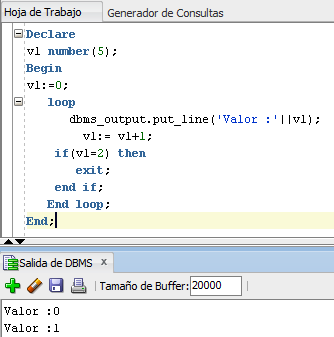 Hoja de Trabajo Generador de Consultas
Declare
v1 number(5);
Begin
v1:=0;
loop
dbms_output.put_line('Valor :'||v1);
v1:= v1+1;
if(v1=2) then
exit;
end if;
End loop;
End;
Salida de DBMS
Tamaño de Buffer: 20000
Valor :0
Valor :1